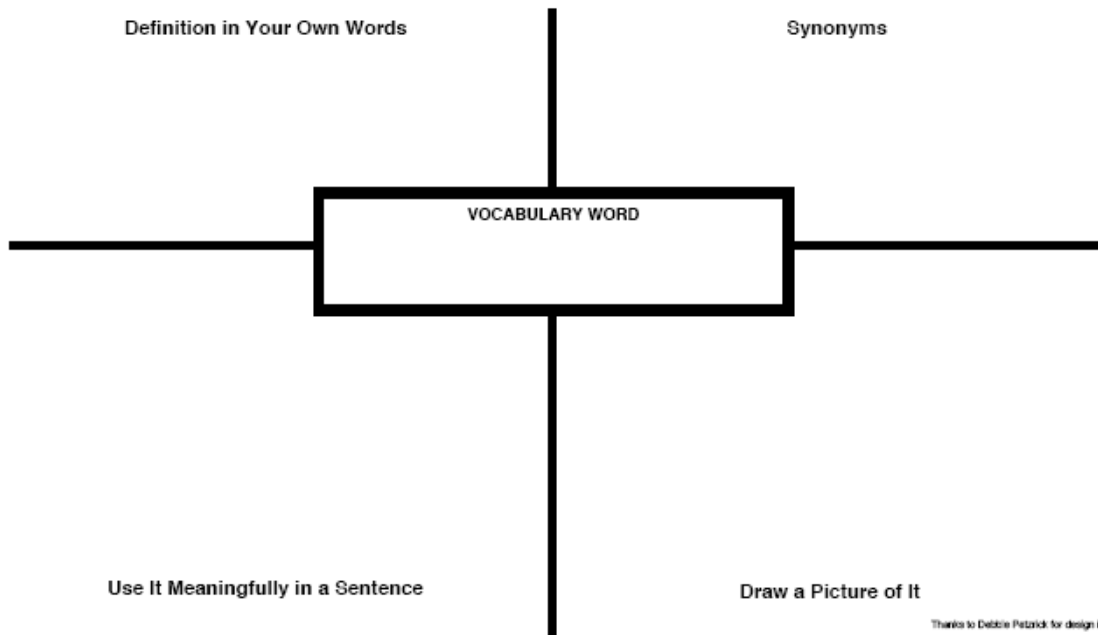 Definition in Your Own Words
Synonyms
VOCABULARY WORD
Use It Meaningfully in a Sentence
Draw a Picture of It
Thanks to Debbie Petzrick for design